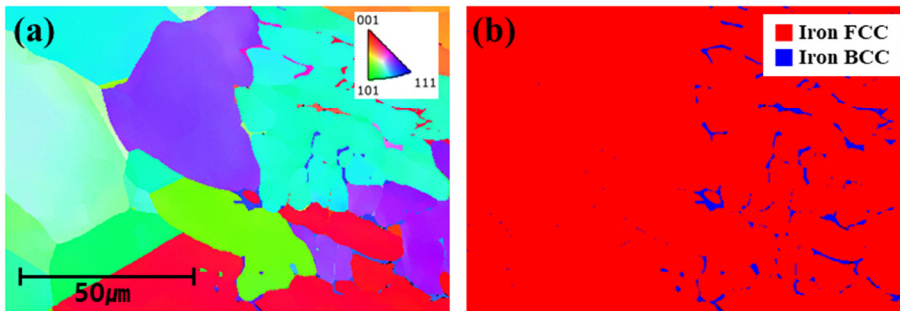 (a)
001
101
111
50μm
(b)
Iron FCC
Iron BCC